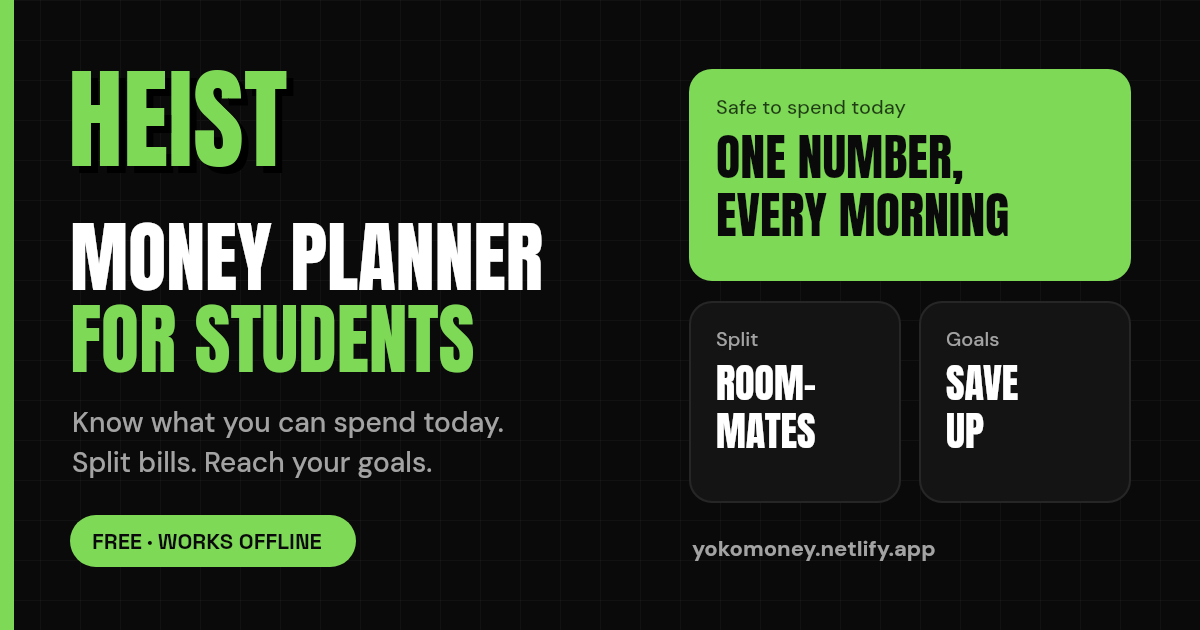 HEIST
MONEY PLANNER
FOR STUDENTS
Know what you can spend today.
Split bills. Reach your goals.
FREE · WORKS OFFLINE
Safe to spend today
ONE NUMBER,
EVERY MORNING
Split
ROOM-
MATES
Goals
SAVE
UP
yokomoney.netlify.app